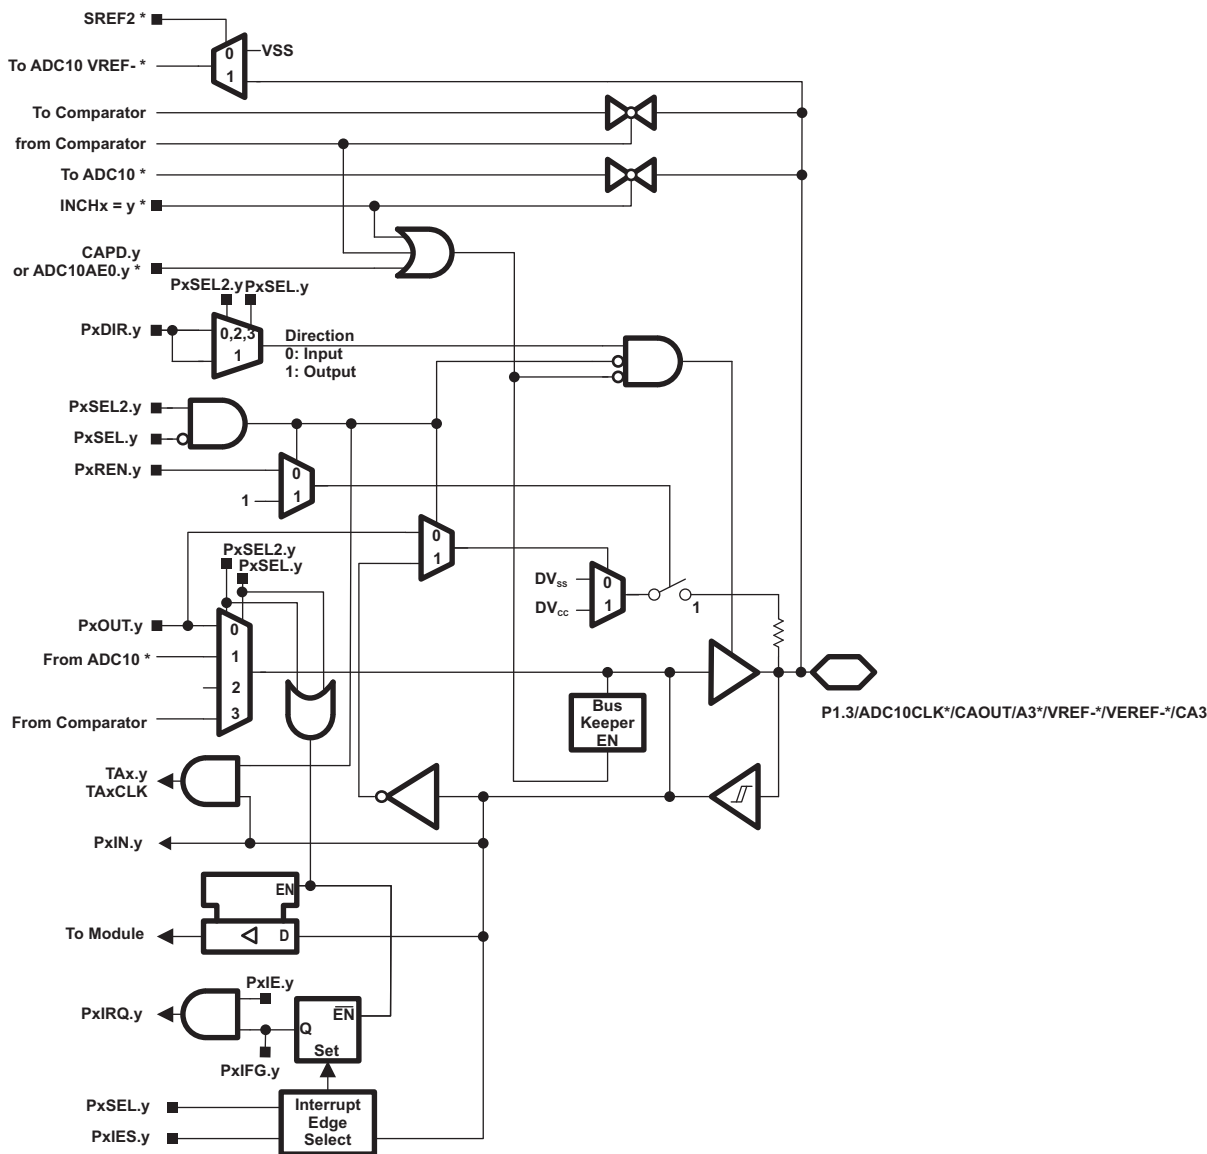 SREF2 *
VSS
0
To ADC10 VREF- *
1
To Comparator
from Comparator
To ADC10 *
INCHx = y *
CAPD.y
or ADC10AE0.y *
PxSEL2.y PxSEL.y
PxDIR.y
0,2,3
1
Direction
0: Input
1: Output
PxSEL2.y
PxSEL.y
PxREN.y
0
1
1
0
1
PxSEL2.y
PxSEL.y
DVSS
0
DVCC
1
1
PxOUT.y
0
From ADC10 *
1
2
From Comparator
3
Bus
Keeper
EN
P1.3/ADC10CLK*/CAOUT/A3*/VREF-*/VEREF-*/CA3
TAx.y
TAxCLK
PxIN.y
EN
To Module
D
PxIE.y
PxIRQ.y
EN
Q
Set
PxIFG.y
PxSEL.y
PxIES.y
Interrupt
Edge
Select